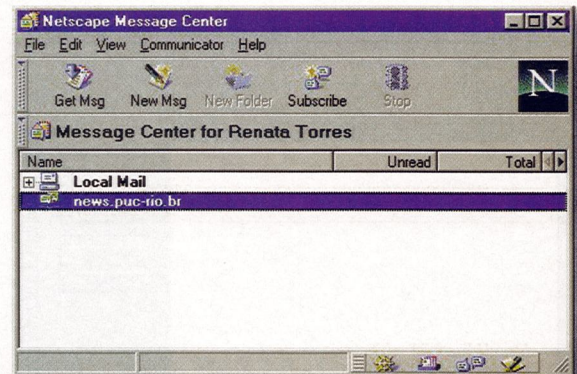 Netscape Message Center
File Edit View Communicator Help
Get Msg New Msg New Folder Subscribe Stop
N
Message Center for Renata Torres
Name Unread Total
Local Mail
news.puc-rio.br